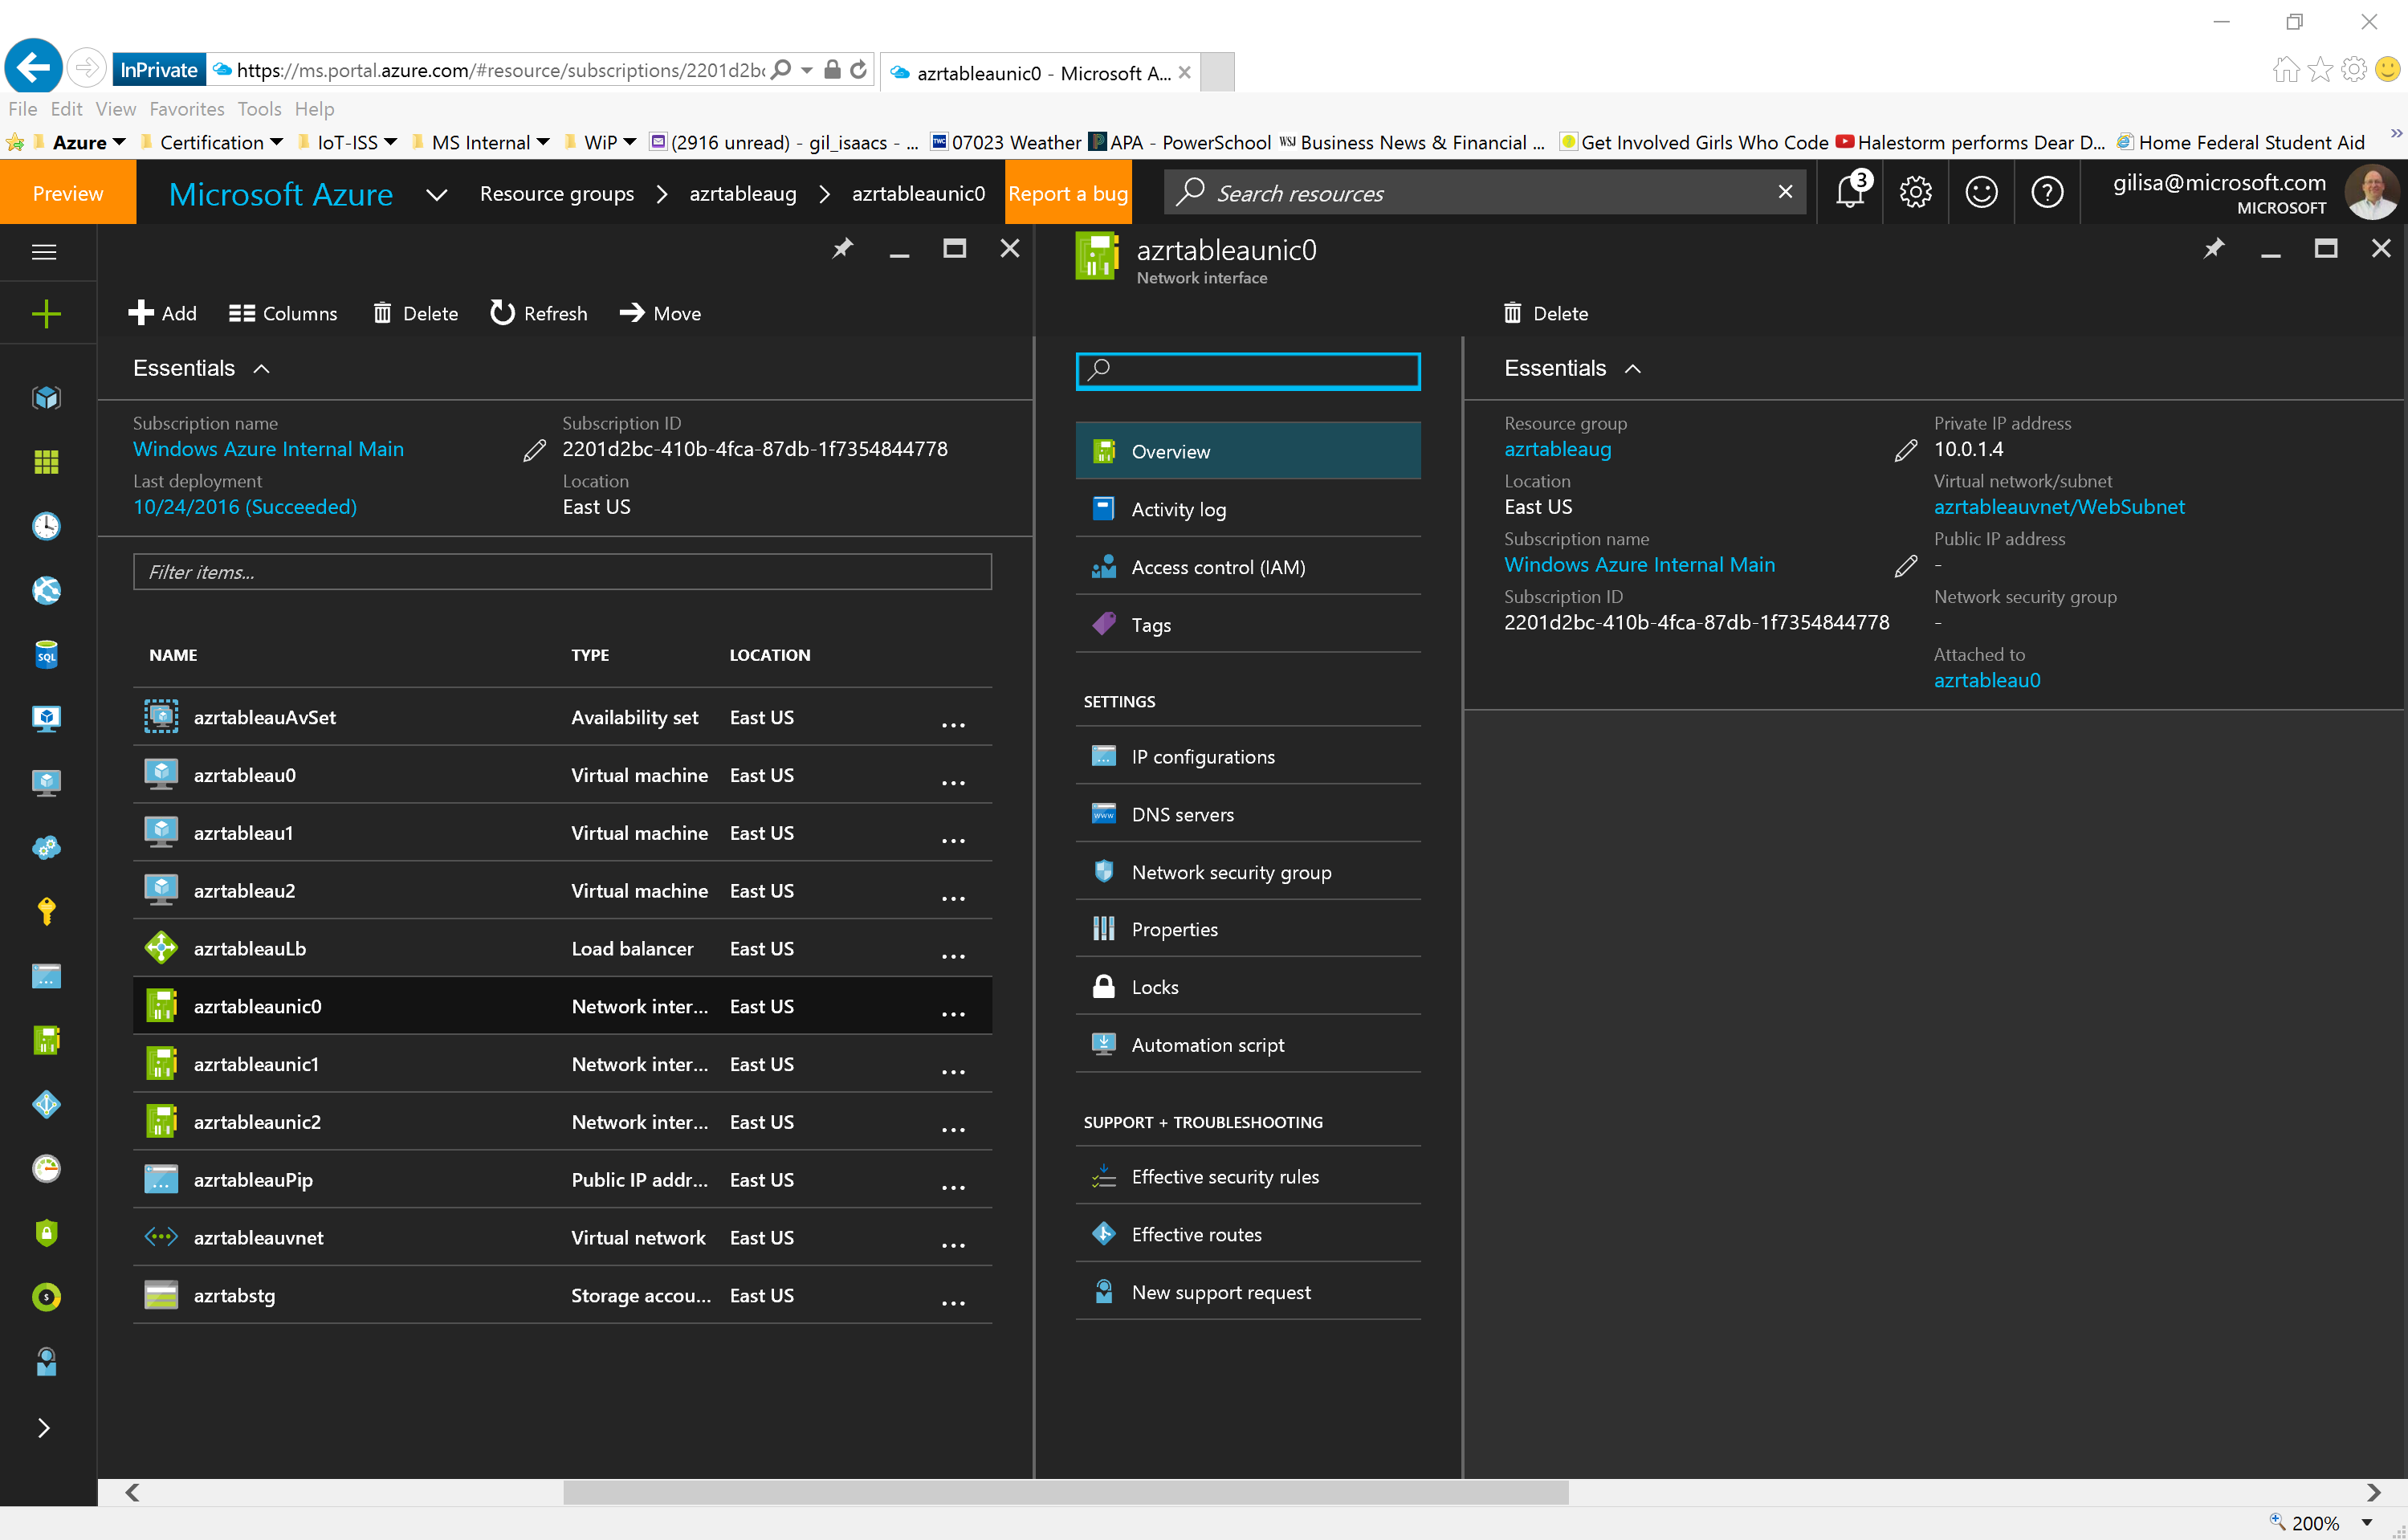 InPrivate https://ms.portal.azure.com/#resource/subscriptions/2201d2bc azrtableaunic0 - Microsoft A...
File Edit View Favorites Tools Help
Azure Certification IoT-ISS MS Internal WiP (2916 unread) - gil_isaacs - ... TWC 07023 Weather P APA - PowerSchool WSJ Business News & Financial ... Get Involved Girls Who Code Halestorm performs Dear D... Home Federal Student Aid
Preview Microsoft Azure Resource groups azrtableaug azrtableaunic0 Report a bug Search resources 3 gilisa@microsoft.com
MICROSOFT
azrtableaunic0
Network interface
Add Columns Delete Refresh Move
Essentials
Subscription name Subscription ID
Windows Azure Internal Main 2201d2bc-410b-4fca-87db-1f7354844778
Last deployment Location
10/24/2016 (Succeeded) East US
Filter items...
NAME TYPE LOCATION
azrtableauAvSet Availability set East US ...
azrtableau0 Virtual machine East US ...
azrtableau1 Virtual machine East US ...
azrtableau2 Virtual machine East US ...
azrtableauLb Load balancer East US ...
azrtableaunic0 Network inter... East US ...
azrtableaunic1 Network inter... East US ...
azrtableaunic2 Network inter... East US ...
azrtableauPip Public IP addr... East US ...
azrtableauvnet Virtual network East US ...
azrtabstg Storage accou... East US ...
SQL
Overview
Activity log
Access control (IAM)
Tags
SETTINGS
IP configurations
DNS servers
Network security group
Properties
Locks
Automation script
SUPPORT + TROUBLESHOOTING
Effective security rules
Effective routes
New support request
Delete
Essentials
Resource group Private IP address
azrtableaug 10.0.1.4
Location Virtual network/subnet
East US azrtableauvnet/WebSubnet
Subscription name Public IP address
Windows Azure Internal Main -
Subscription ID Network security group
2201d2bc-410b-4fca-87db-1f7354844778 -
Attached to
azrtableau0
200%